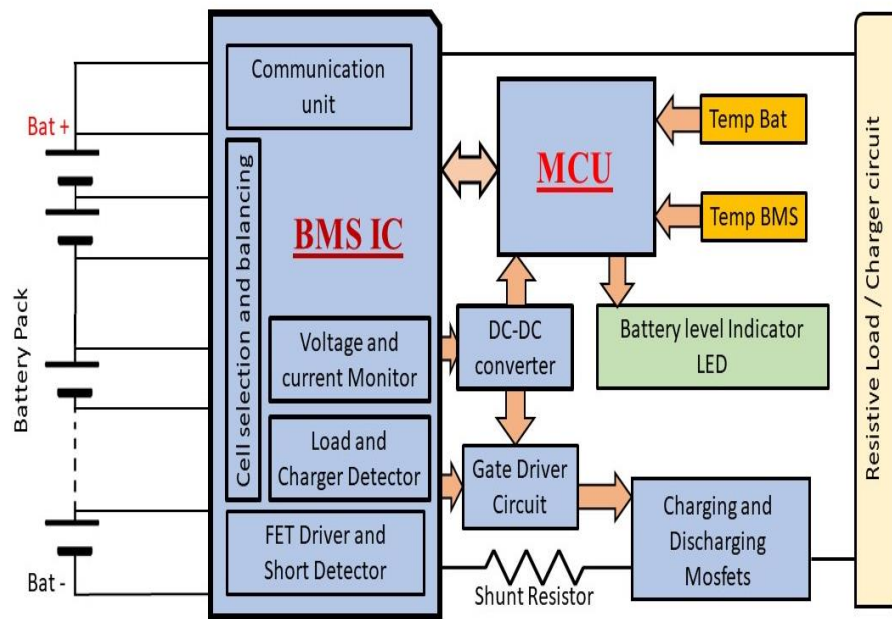 Communication
unit
Bat +
Temp Bat
MCU
Cell selection and balancing
BMS IC
Temp BMS
Battery Pack
Voltage and
current Monitor
DC-DC
converter
Battery level Indicator
LED
Resistive Load / Charger circuit
Load and
Charger Detector
Gate Driver
Circuit
Charging and
Discharging
Mosfets
FET Driver and
Short Detector
Bat -
Shunt Resistor